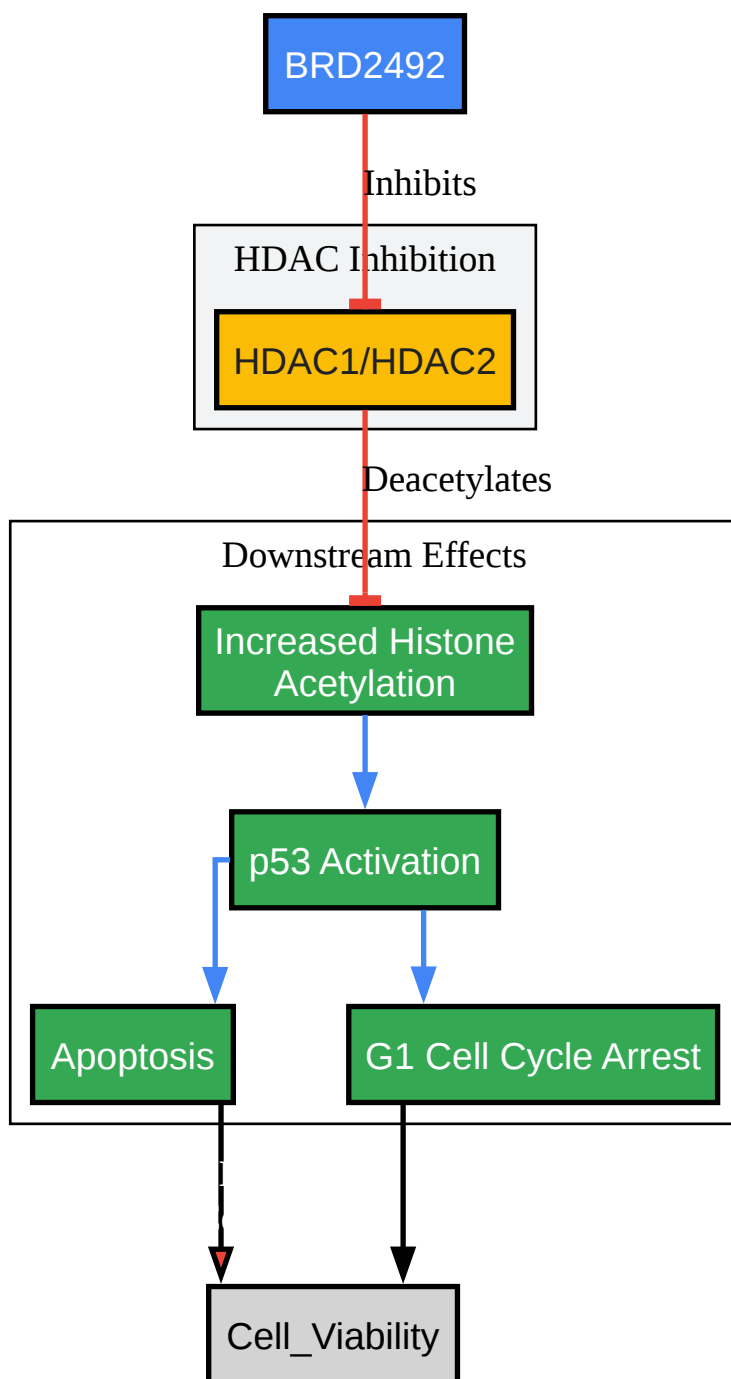 BRD2492
Inhibits
HDAC Inhibition
HDAC1/HDAC2
Deacetylates
Downstream Effects
Increased Histone
Acetylation
p53 Activation
Apoptosis
G1 Cell Cycle Arrest
Cell_Viability